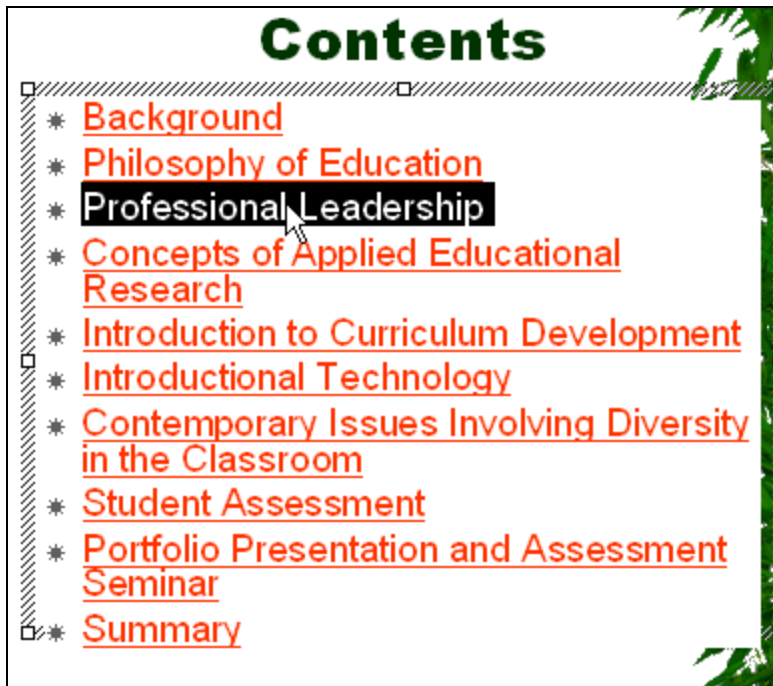 Contents
Background
Philosophy of Education
Professional Leadership
Concepts of Applied Educational
Research
Introduction to Curriculum Development
Introductional Technology
Contemporary Issues Involving Diversity
in the Classroom
Student Assessment
Portfolio Presentation and Assessment
Seminar
Summary